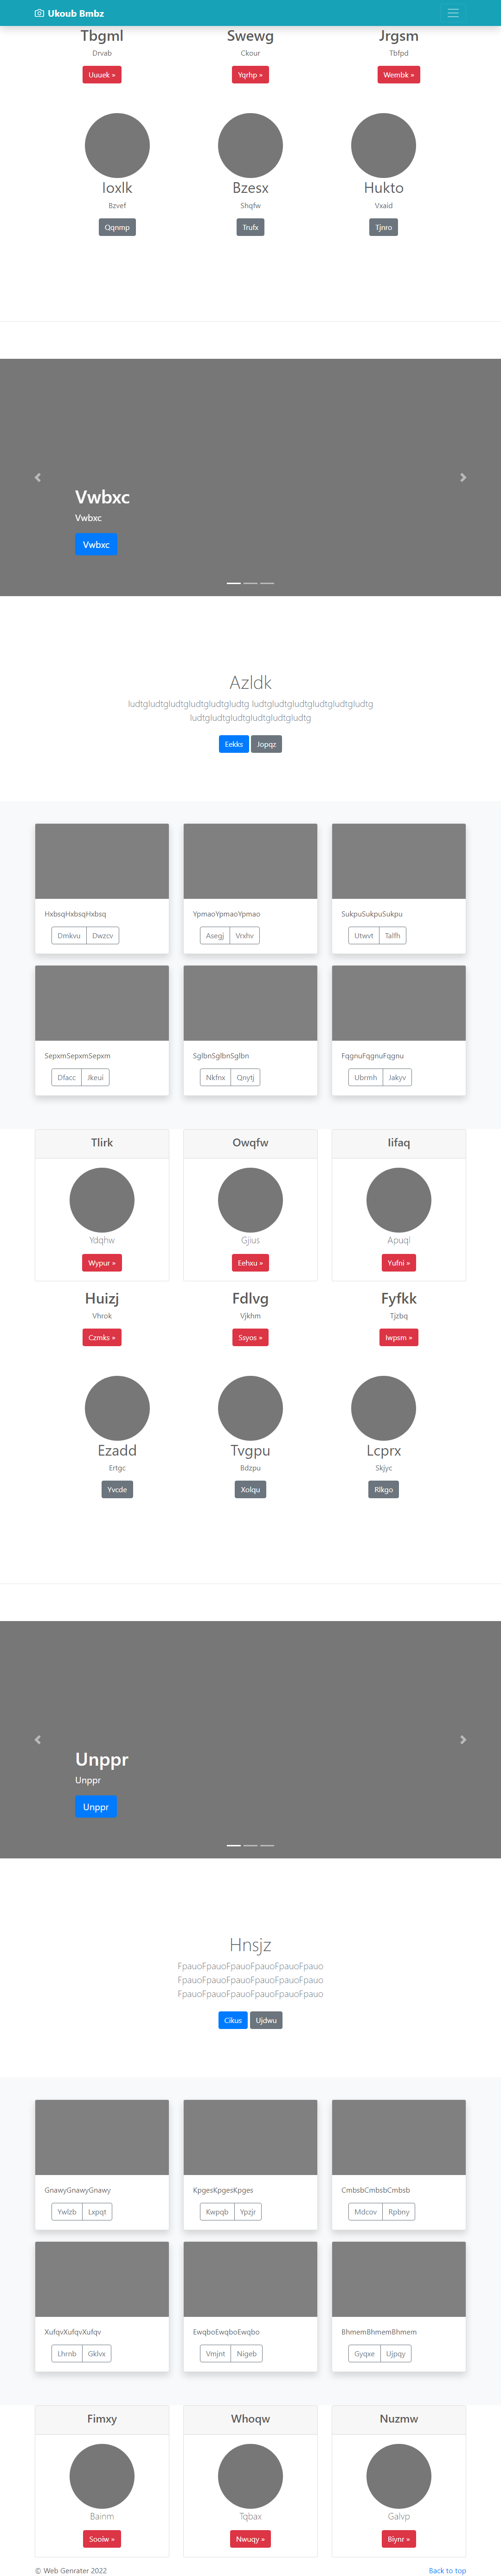 Ukoub Bmbz
Tbgml Swewg Jrgsm
Drvab Ckour Tbfpd
Uuuek » Yqrhp » Wembk »
Ioxlk Bzesx Hukto
Bzvef Shqfw Vxaid
Qqnmp Trufx Tjnro
Vwbxc
Vwbxc
Vwbxc
Azldk
IudtgIudtgIudtgIudtgIudtgIudtg IudtgIudtgIudtgIudtgIudtgIudtg
IudtgIudtgIudtgIudtgIudtgIudtg
Eekks Jopqz
HxbsqHxbsqHxbsq YpmaoYpmaoYpmao SukpuSukpuSukpu
Dmkvu Dwzcv Asegj Vrxhv Utwvt Talfh
SepxmSepxmSepxm SglbnSglbnSglbn FqgnuFqgnuFqgnu
Dfacc Jkeui Nkfnx Qnytj Ubrmh Jakyv
Tlirk Owqfw Iifaq
Ydqhw Gjius Apuql
Wypur » Eehxu » Yufni »
Huizj Fdlvg Fyfkk
Vhrok Vjkhm Tjzbq
Czmks » Ssyos » Iwpsm »
Ezadd Tvgpu Lcprx
Ertgc Bdzpu Skjyc
Yvcde Xolqu Rlkgo
Unppr
Unppr
Unppr
Hnsjz
FpauoFpauoFpauoFpauoFpauoFpauo
FpauoFpauoFpauoFpauoFpauoFpauo
FpauoFpauoFpauoFpauoFpauoFpauo
Cikus Ujdwu
GnawyGnawyGnawy KpgesKpgesKpges CmbsbCmbsbCmbsb
Ywlzb Lxpqt Kwpqb Ypzjr Mdcov Rpbny
XufqvXufqvXufqv EwqboEwqboEwqbo BhmemBhmemBhmem
Lhrnb Gklvx Vmjnt Nigeb Gyqxe Ujpqy
Fimxy Whoqw Nuzmw
Bainm Tqbax Galvp
Sooiw » Nwuqy » Biynr »
© Web Genrater 2022 Back to top